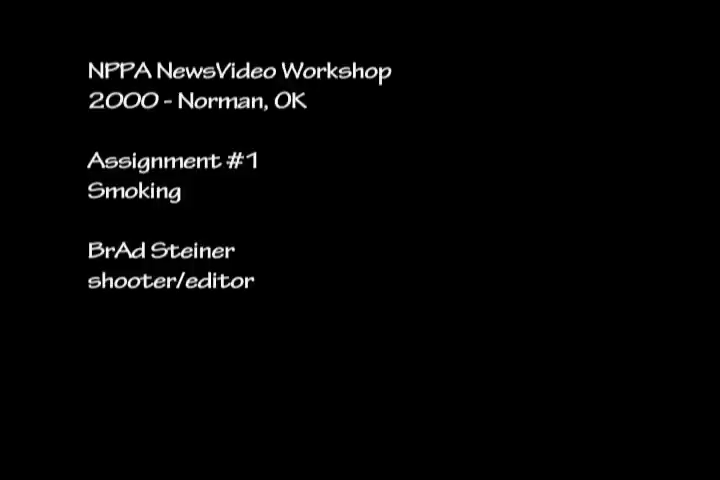 NPPA NewsVideo Workshop
2000 - Norman, OK
Assignment #1
Smoking
BrAd Steiner
shooter/editor